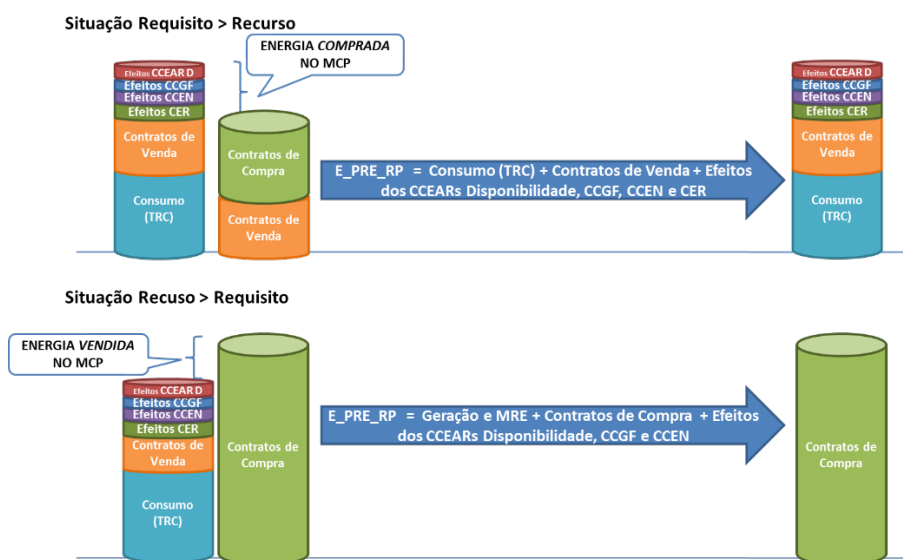 Situação Requisito > Recurso
ENERGIA COMPRADA
NO MCP
Efeitos CCEAR D
Efeitos CCGF
Efeitos CCEN
Efeitos CER
Contratos de
Venda
Consumo
(TRC)
Contratos de
Compra
Contratos de
Venda
E_PRE_RP = Consumo (TRC) + Contratos de Venda + Efeitos
dos CCEARs Disponibilidade, CCGF, CCEN e CER
Efeitos CCEAR D
Efeitos CCGF
Efeitos CCEN
Efeitos CER
Contratos de
Venda
Consumo
(TRC)
Situação Recuso > Requisito
ENERGIA VENDIDA
NO MCP
Efeitos CCEAR D
Efeitos CCGF
Efeitos CCEN
Efeitos CER
Contratos de
Venda
Consumo
(TRC)
Contratos de
Compra
E_PRE_RP = Geração e MRE + Contratos de Compra + Efeitos
dos CCEARs Disponibilidade, CCGF e CCEN
Contratos de
Compra